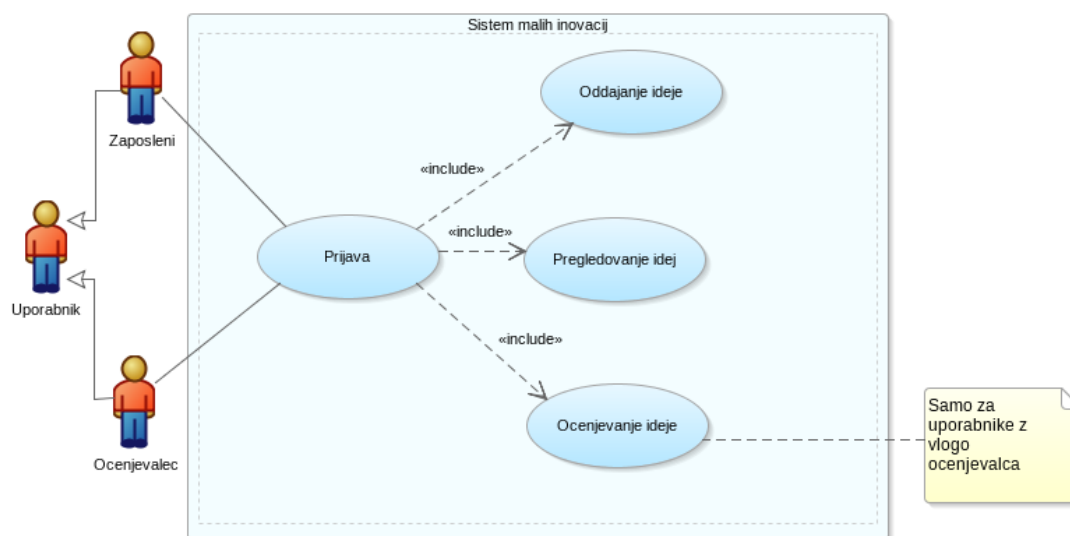 Sistem malih inovacij
Oddajanje ideje
Zaposleni
«include»
Uporabnik
Prijava
«include»
Pregledovanje idej
«include»
Ocenjevalec
Ocenjevanje ideje
Samo za
uporabnike z
vlogo
ocenjevalca